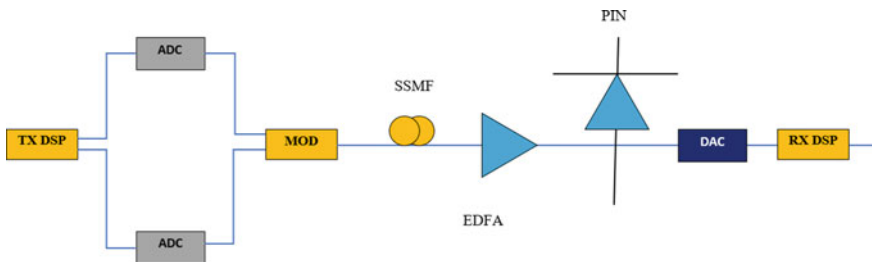 PIN
ADC
SSMF
TX DSP
MOD
DAC
RX DSP
EDFA
ADC